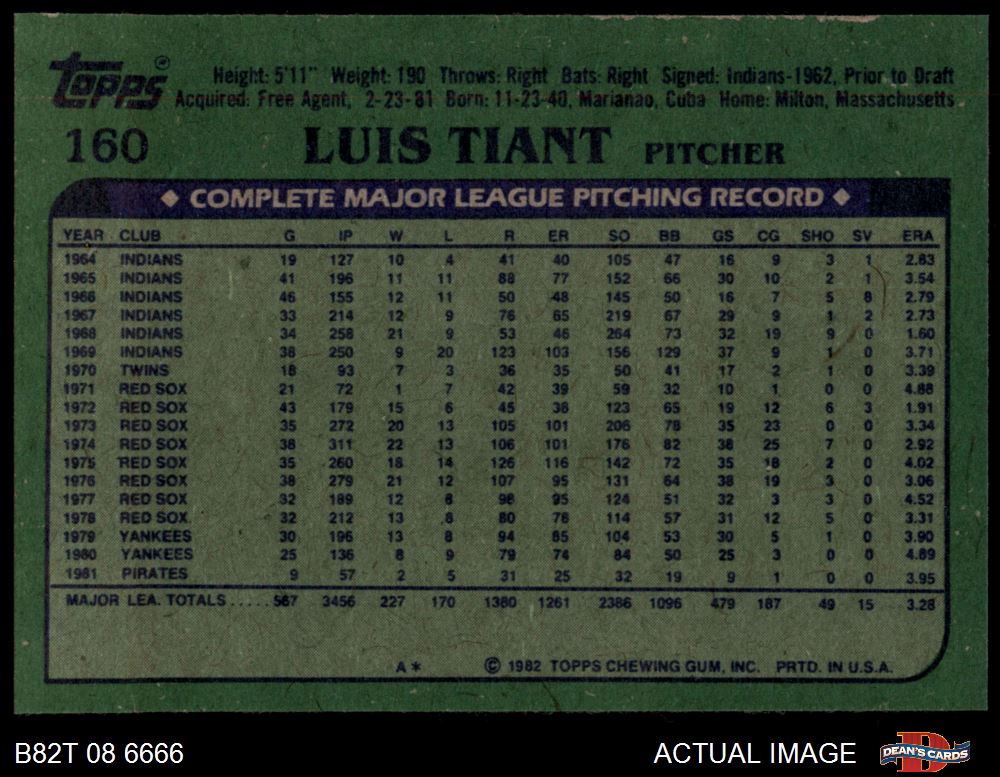 Topps ® Height: 5'11" Weight: 190 Throws: Right Bats: Right Signed: Indians-1962, Prior to Draft
Acquired: Free Agent, 2-23-81 Born: 11-23-40, Marianao, Cuba Home: Milton, Massachusetts
160 LUIS TIANT PITCHER
◆ COMPLETE MAJOR LEAGUE PITCHING RECORD ◆
YEAR CLUB G IP W L R ER SO BB GS CG SHO SV ERA
1964 INDIANS 19 127 10 4 41 40 105 47 16 9 3 1 2.83
1965 INDIANS 41 196 11 11 88 77 152 66 30 10 2 1 3.54
1966 INDIANS 46 155 12 11 50 48 145 50 16 7 5 8 2.79
1967 INDIANS 33 214 12 9 76 65 219 67 29 9 1 2 2.73
1968 INDIANS 34 258 21 9 53 46 264 73 32 19 9 0 1.60
1969 INDIANS 38 250 9 20 123 103 156 129 37 9 1 0 3.71
1970 TWINS 18 93 7 3 36 35 50 41 17 2 1 0 3.39
1971 RED SOX 21 72 1 7 42 39 59 32 10 1 0 0 4.88
1972 RED SOX 43 179 15 6 45 38 123 65 19 12 6 3 1.91
1973 RED SOX 35 272 20 13 105 101 206 78 35 23 0 0 3.34
1974 RED SOX 38 311 22 13 106 101 176 82 38 25 7 0 2.92
1975 RED SOX 35 260 18 14 126 116 142 72 35 18 2 0 4.02
1976 RED SOX 38 279 21 12 107 95 131 64 38 19 3 0 3.06
1977 RED SOX 32 189 12 8 98 95 124 51 32 3 3 0 4.52
1978 RED SOX 32 212 13 8 80 78 114 57 31 12 5 0 3.31
1979 YANKEES 30 196 13 8 94 85 104 53 30 5 1 0 3.90
1980 YANKEES 25 136 8 9 79 74 84 50 25 3 0 0 4.89
1981 PIRATES 9 57 2 5 31 25 32 19 9 1 0 0 3.95
MAJOR LEA. TOTALS ..... 567 3456 227 170 1380 1261 2386 1096 479 187 49 15 3.28
A* © 1982 TOPPS CHEWING GUM, INC. PRTD. IN U.S.A.
B82T 08 6666 ACTUAL IMAGE DEAN'S CARDS